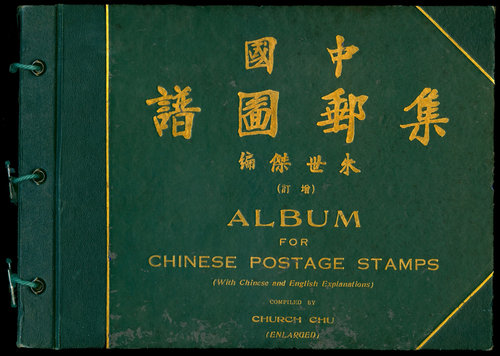 中國
集郵圖譜
朱世傑編
(增訂)
ALBUM
FOR
CHINESE POSTAGE STAMPS
(With Chinese and English Explanations)
COMPILED BY
CHURCH CHU
(ENLARGED)